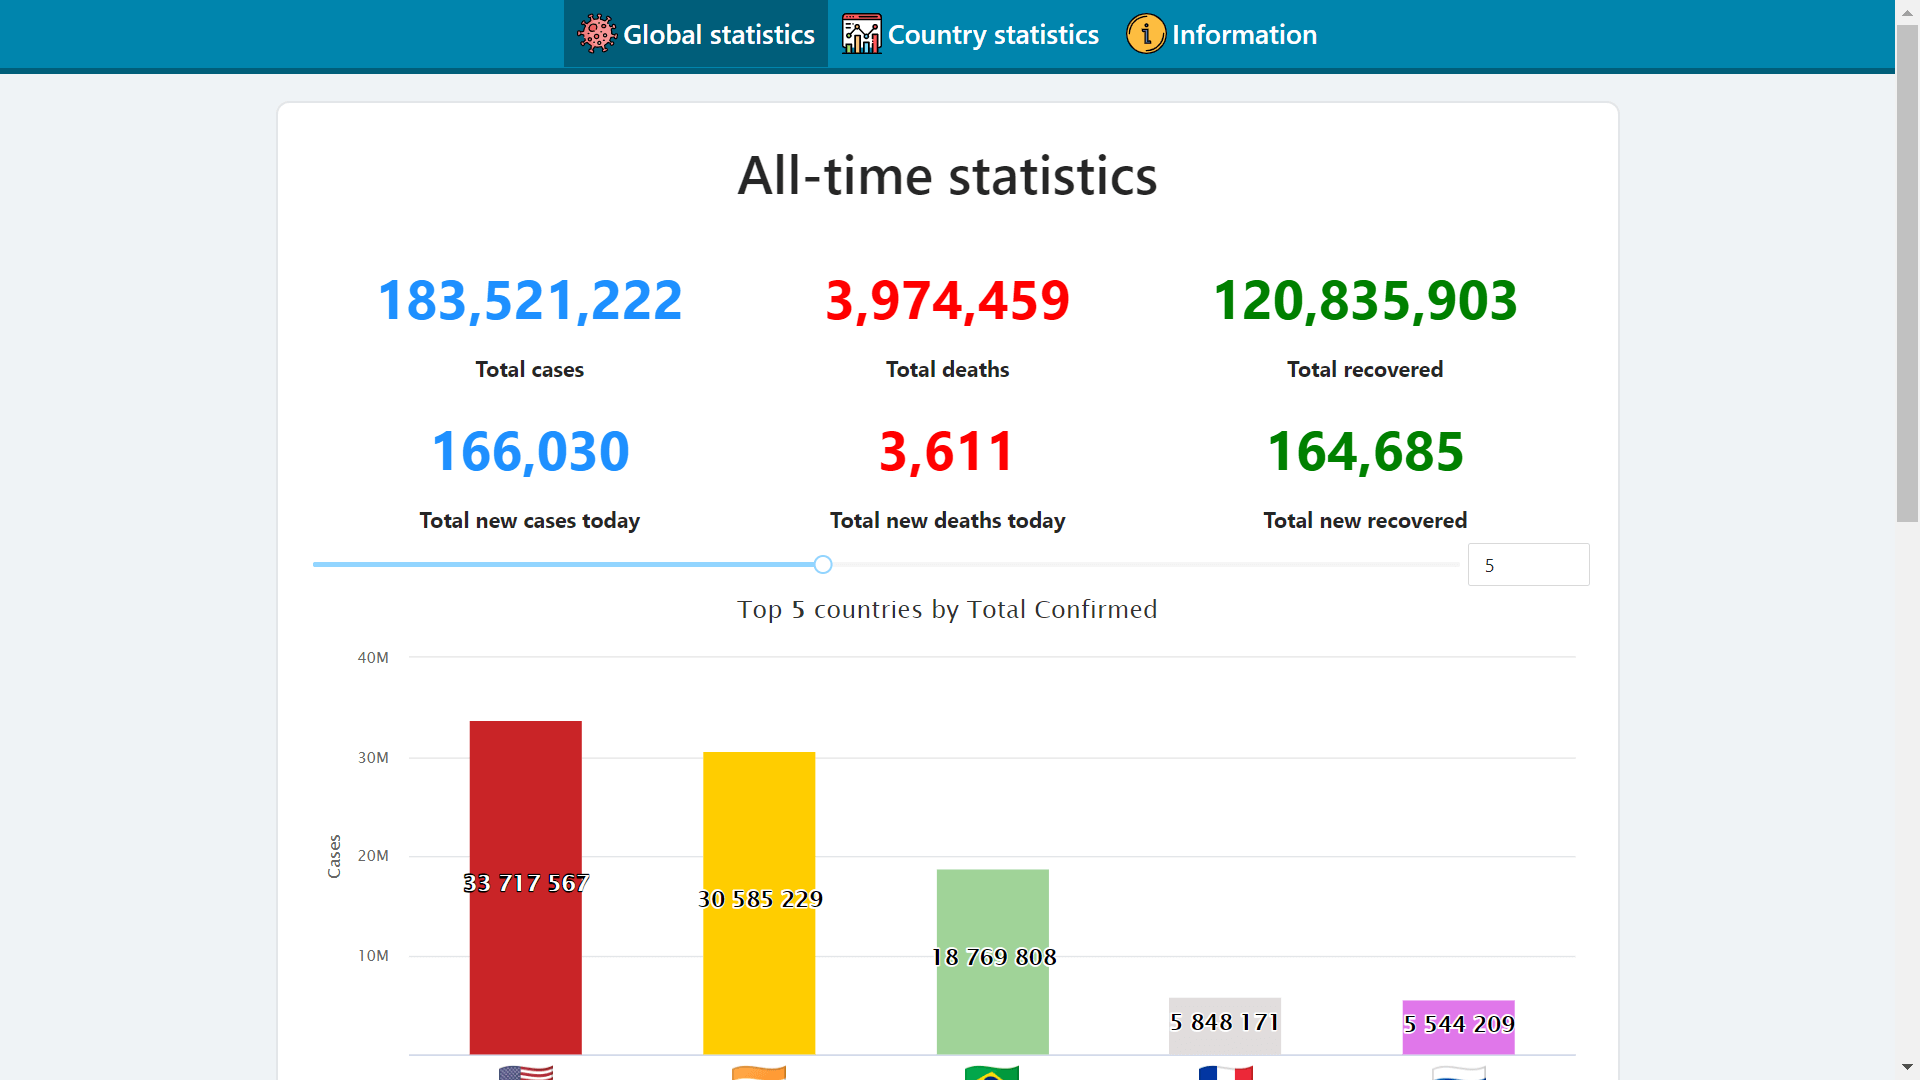 Global statistics Country statistics Information
All-time statistics
183,521,222 3,974,459 120,835,903
Total cases Total deaths Total recovered
166,030 3,611 164,685
Total new cases today Total new deaths today Total new recovered
5
Top 5 countries by Total Confirmed
40M
30M
20M
10M
Cases
33 717 567
30 585 229
18 769 808
5 848 171
5 544 209